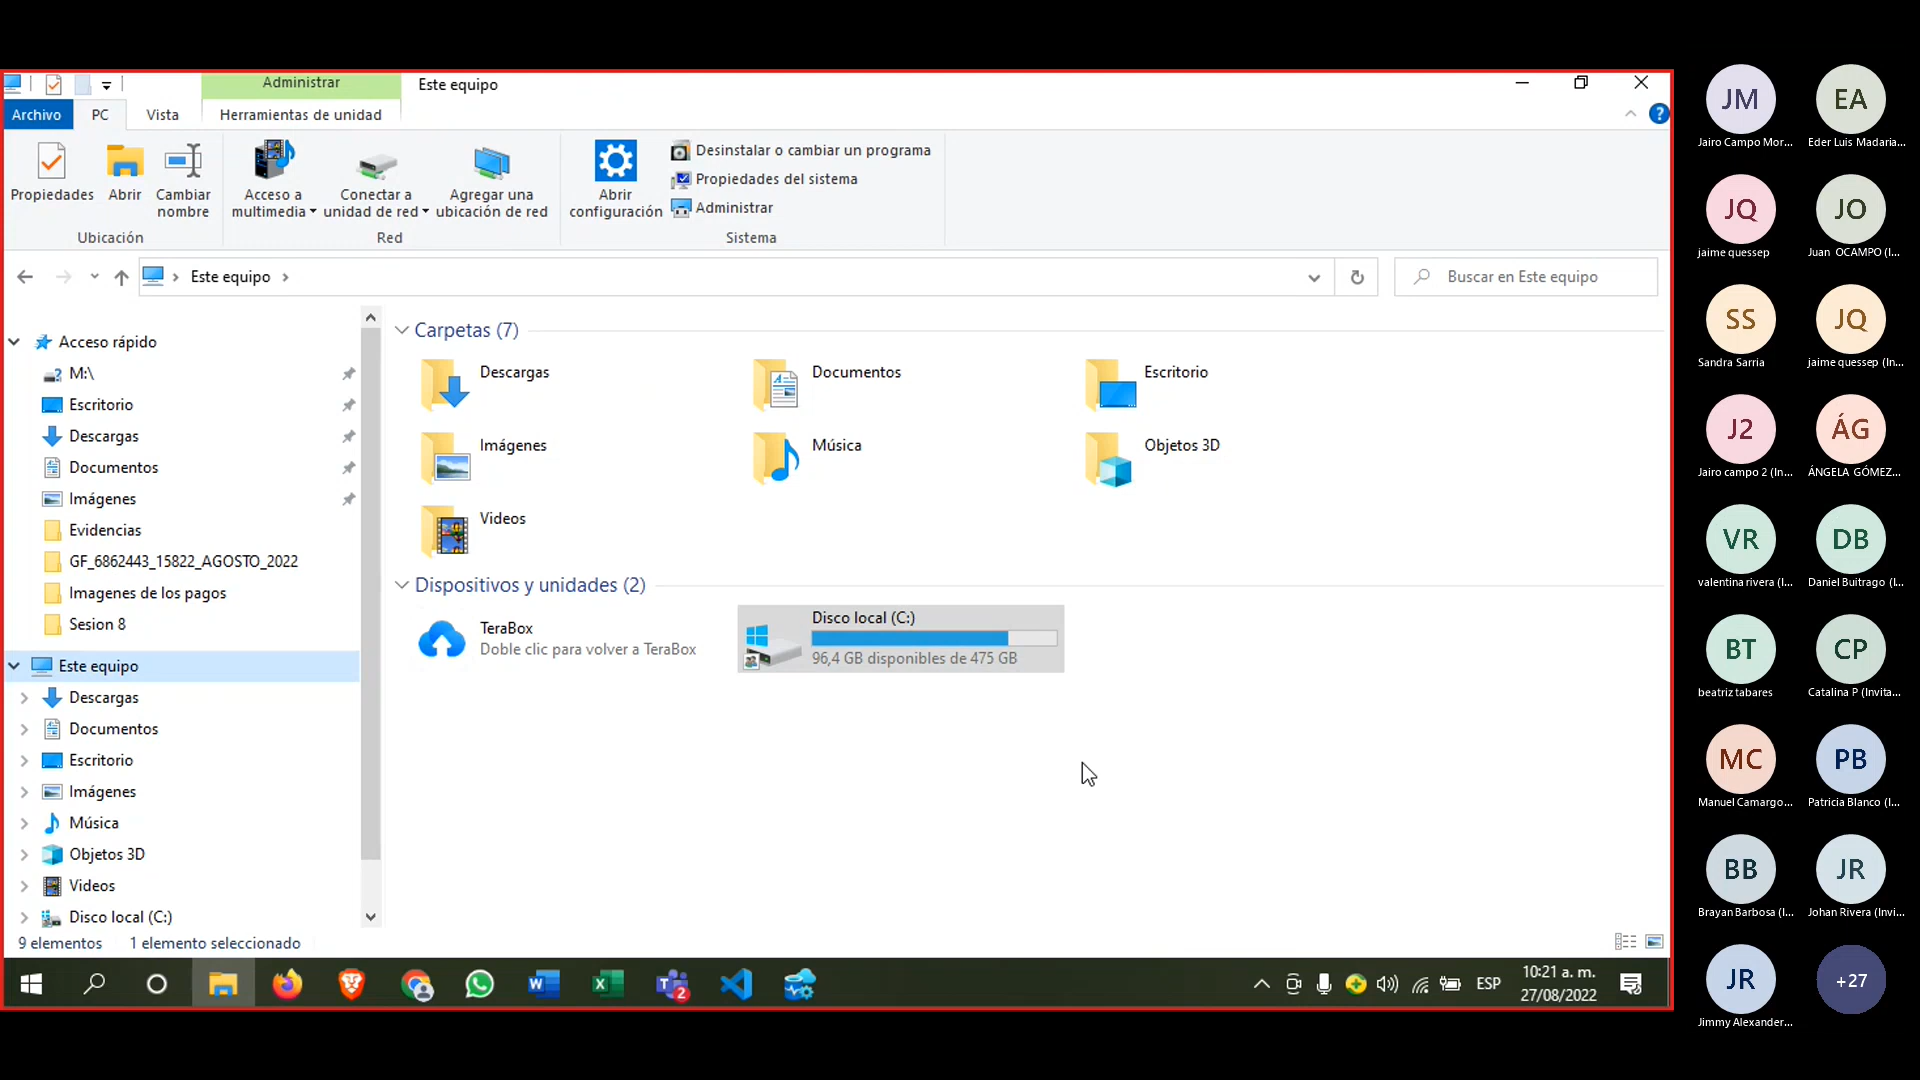 Administrar
Este equipo
Archivo
PC
Vista
Herramientas de unidad
?
Propiedades
Abrir
Cambiar
nombre
Acceso a
multimedia
Conectar a
unidad de red
Agregar una
ubicación de red
Abrir
configuración
Desinstalar o cambiar un programa
Propiedades del sistema
Administrar
Ubicación
Red
Sistema
Este equipo
Buscar en Este equipo
Acceso rápido
M:\
Escritorio
Descargas
Documentos
Imágenes
Evidencias
GF_6862443_15822_AGOSTO_2022
Imagenes de los pagos
Sesion 8
Este equipo
Descargas
Documentos
Escritorio
Imágenes
Música
Objetos 3D
Videos
Disco local (C:)
Carpetas (7)
Descargas
Documentos
Escritorio
Imágenes
Música
Objetos 3D
Videos
Dispositivos y unidades (2)
TeraBox
Doble clic para volver a TeraBox
Disco local (C:)
96,4 GB disponibles de 475 GB
9 elementos
1 elemento seleccionado
2
ESP
10:21 a. m.
27/08/2022
JM
Jairo Campo Mor...
EA
Eder Luis Madaria...
JQ
jaime quessep
JO
Juan OCAMPO (I...
SS
Sandra Sarria
JQ
jaime quessep (In...
J2
Jairo campo 2 (In...
ÁG
ÁNGELA GÓMEZ...
VR
valentina rivera (I...
DB
Daniel Buitrago (I...
BT
beatriz tabares
CP
Catalina P (Invita...
MC
Manuel Camargo...
PB
Patricia Blanco (I...
BB
Brayan Barbosa (I...
JR
Johan Rivera (Invi...
JR
Jimmy Alexander...
+27